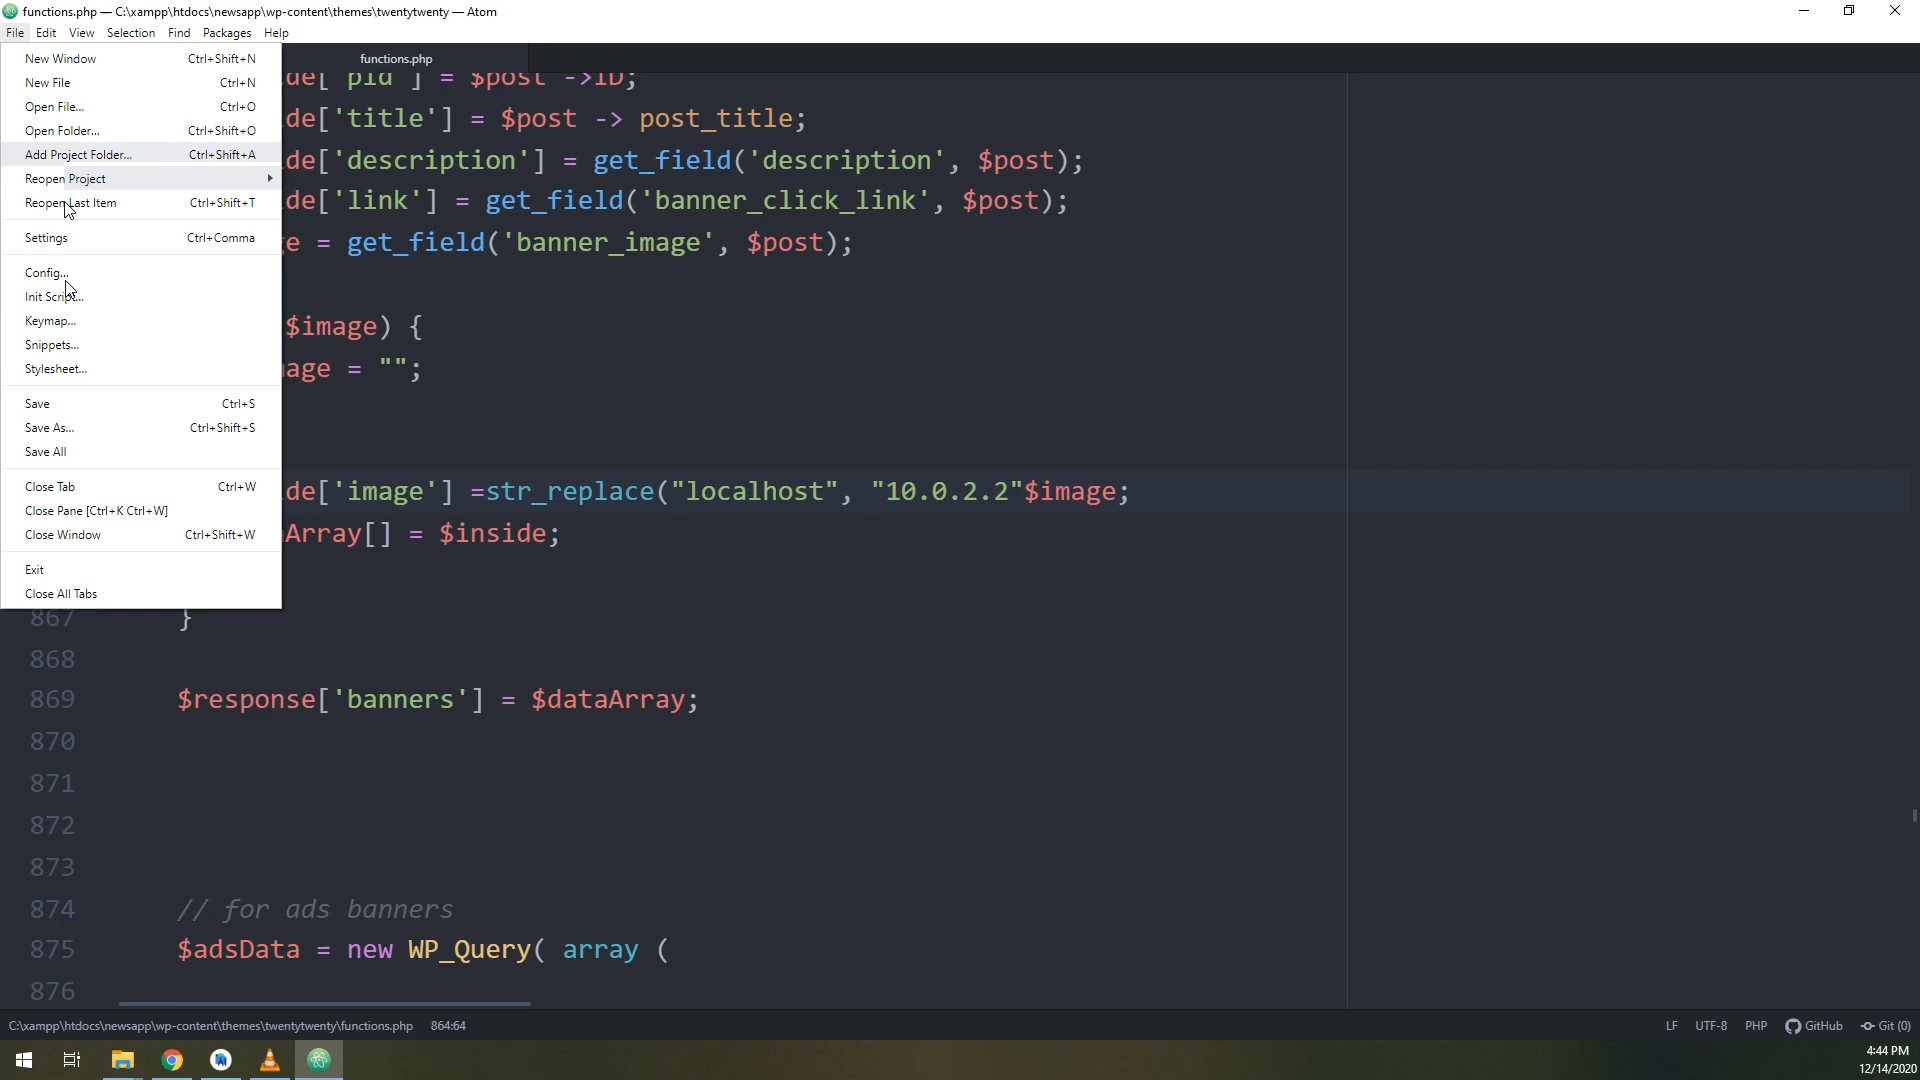 functions.php — C:\xampp\htdocs\newsapp\wp-content\themes\twentytwenty — Atom
File Edit View Selection Find Packages Help
New Window Ctrl+Shift+N
New File Ctrl+N
Open File... Ctrl+O
Open Folder... Ctrl+Shift+O
Add Project Folder... Ctrl+Shift+A
Reopen Project
Reopen Last Item Ctrl+Shift+T
Settings Ctrl+Comma
Config...
Init Script...
Keymap...
Snippets...
Stylesheet...
Save Ctrl+S
Save As... Ctrl+Shift+S
Save All
Close Tab Ctrl+W
Close Pane [Ctrl+K Ctrl+W]
Close Window Ctrl+Shift+W
Exit
Close All Tabs
functions.php
de['pid'] = $post ->ID;
de['title'] = $post -> post_title;
de['description'] = get_field('description', $post);
de['link'] = get_field('banner_click_link', $post);
e = get_field('banner_image', $post);
$image) {
age = "";
de['image'] =str_replace("localhost", "10.0.2.2"$image;
Array[] = $inside;
867 }
868
869 $response['banners'] = $dataArray;
870
871
872
873
874 // for ads banners
875 $adsData = new WP_Query( array (
876
C:\xampp\htdocs\newsapp\wp-content\themes\twentytwenty\functions.php 864:64
LF UTF-8 PHP GitHub Git (0)
4:44 PM
12/14/2020